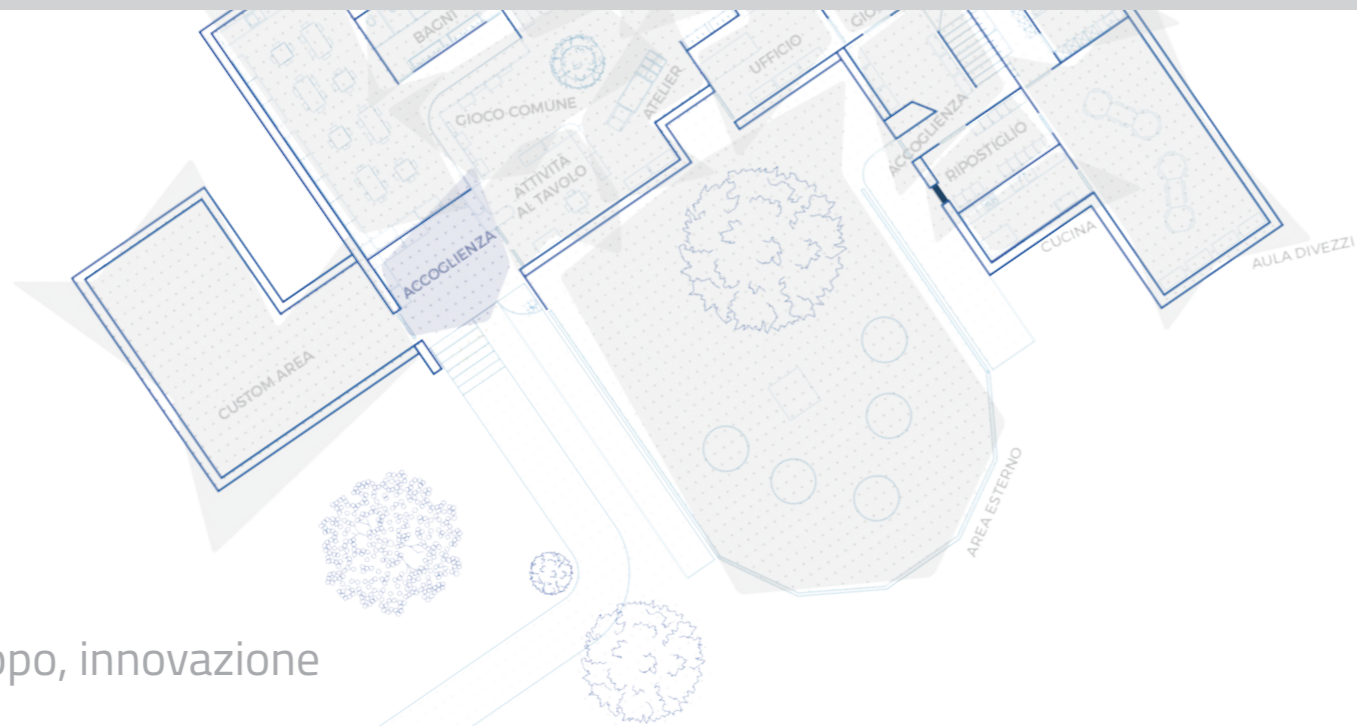 BAGNI
GIOCO COMUNE
ATELIER
UFFICIO
ATTIVITÀ
AL TAVOLO
ACCOGLIENZA
RIPOSTIGLIO
CUCINA
AULA DIVEZZI
ACCOGLIENZA
CUSTOM AREA
AREA ESTERNO
ppo, innovazione